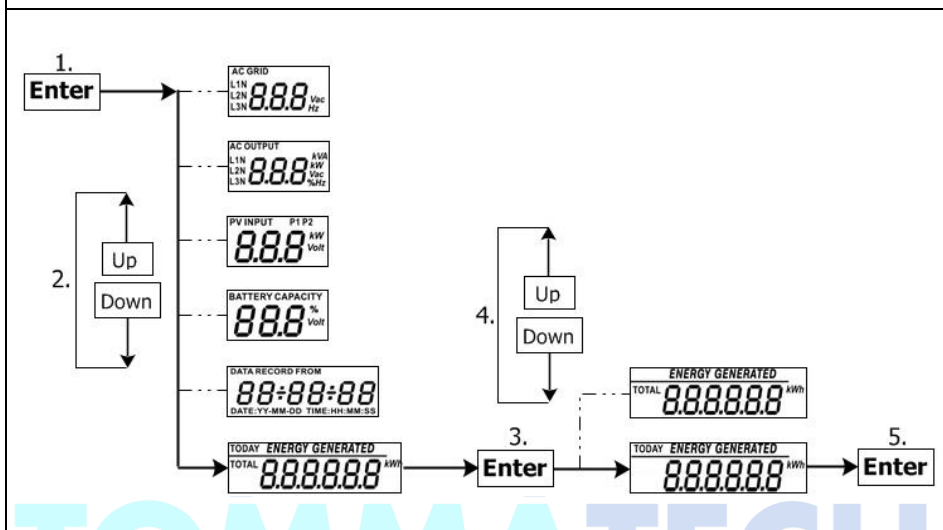 1.
Enter
AC GRID
L1N
L2N
L3N
8.8.8
Vac
Hz
AC OUTPUT
L1N
L2N
L3N
8.8.8
kVA
kW
Vac
%Hz
PV INPUT P1 P2
8.8.8
kW
Volt
2.
Up
Down
BATTERY CAPACITY
88.8
%
Volt
DATA RECORD FROM
88:88:88
DATE:YY-MM-DD TIME:HH:MM:SS
TODAY ENERGY GENERATED
TOTAL 8.8.8.8.8.8 kWh
3.
Enter
4.
Up
Down
ENERGY GENERATED
TOTAL 8.8.8.8.8.8 kWh
TODAY ENERGY GENERATED
8.8.8.8.8.8 kWh
5.
Enter
TOMMATECH